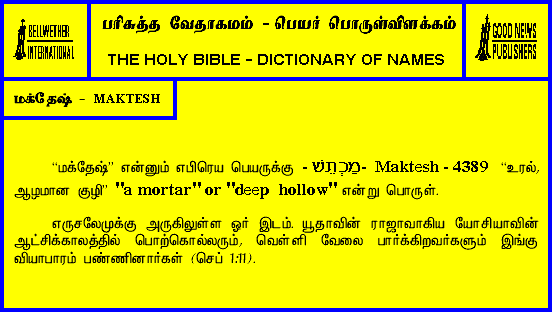 BELLWETHER
INTERNATIONAL
பரிசுத்த வேதாகமம் - பெயர் பொருள்விளக்கம்
THE HOLY BIBLE - DICTIONARY OF NAMES
GOOD NEWS
PUBLISHERS
மக்தேஷ் - MAKTESH
“மக்தேஷ்” என்னும் எபிரெய பெயருக்கு - מַכְתֵּשׁ - Maktesh - 4389 “உரல்,
ஆழமான குழி” "a mortar" or "deep hollow" என்று பொருள்.
எருசலேமுக்கு அருகிலுள்ள ஓர் இடம். யூதாவின் ராஜாவாகிய யோசியாவின்
ஆட்சிக்காலத்தில் பொற்கொல்லரும், வெள்ளி வேலை பார்க்கிறவர்களும் இங்கு
வியாபாரம் பண்ணினார்கள் (செப் 1:11).